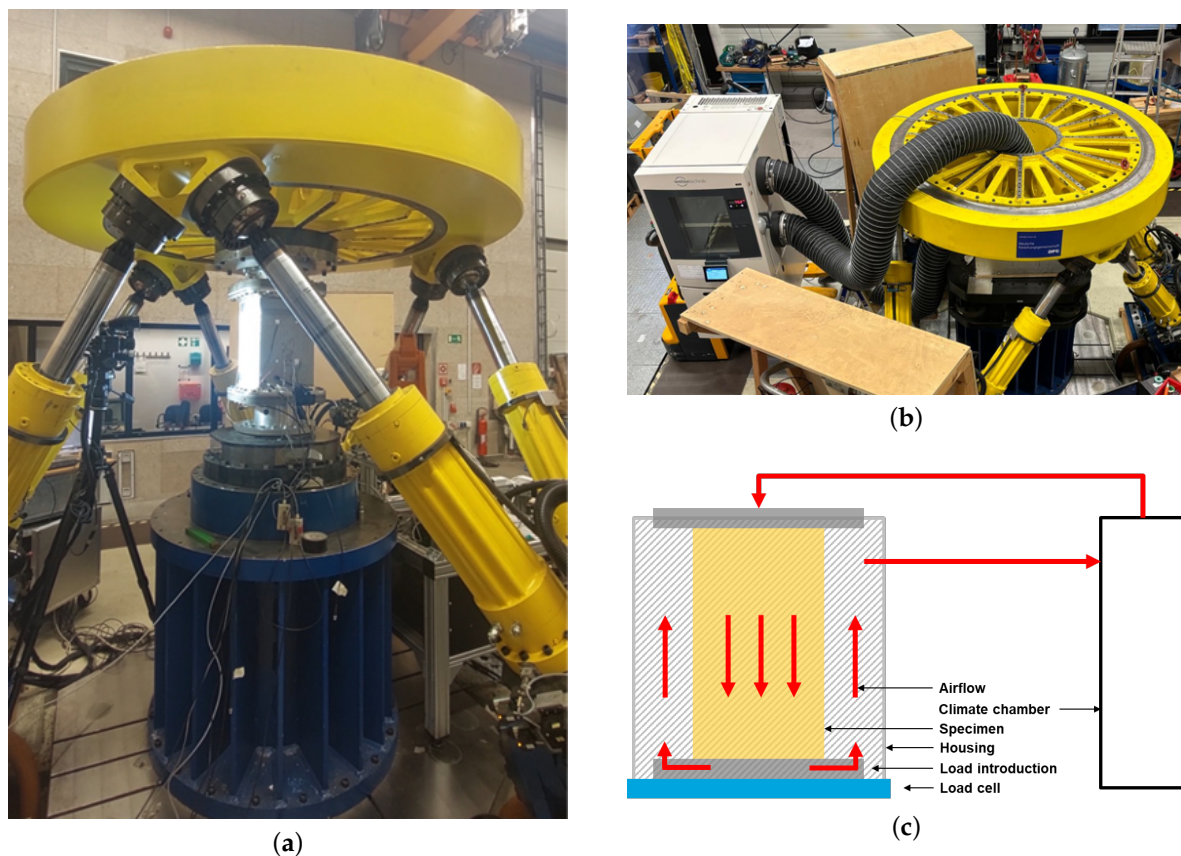 (a)
(b)
Airflow
Climate chamber
Specimen
Housing
Load introduction
Load cell
(c)